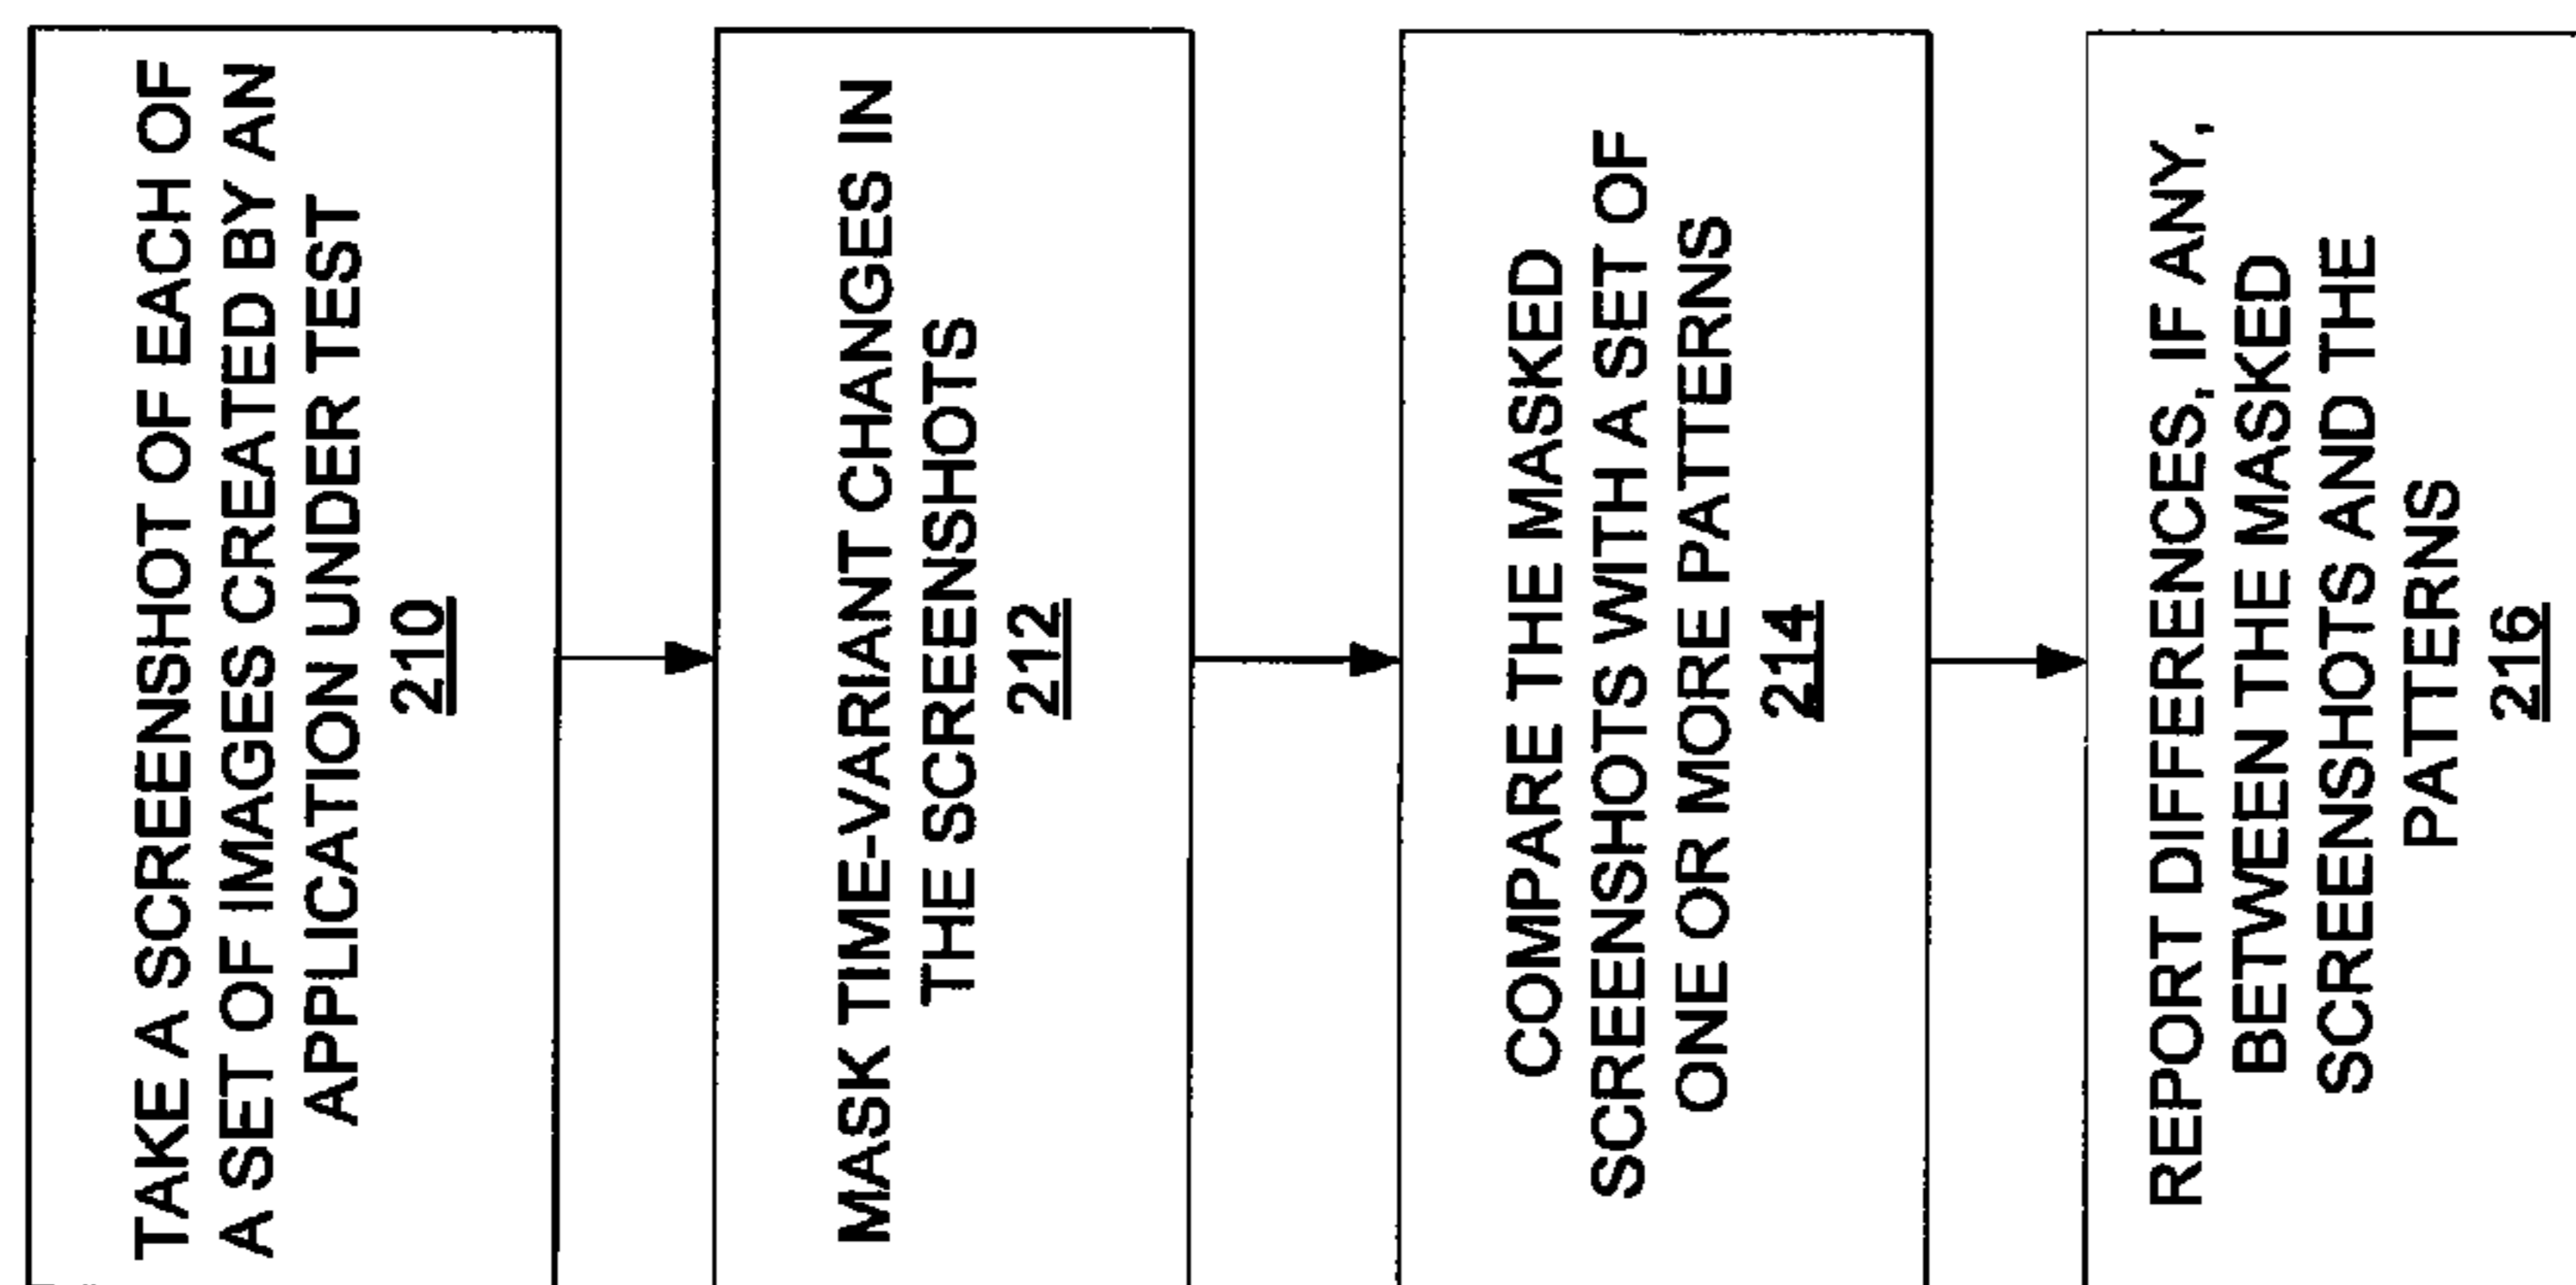 TAKE A SCREENSHOT OF EACH OF
A SET OF IMAGES CREATED BY AN
APPLICATION UNDER TEST
210
MASK TIME-VARIANT CHANGES IN
THE SCREENSHOTS
212
COMPARE THE MASKED
SCREENSHOTS WITH A SET OF
ONE OR MORE PATTERNS
214
REPORT DIFFERENCES, IF ANY,
BETWEEN THE MASKED
SCREENSHOTS AND THE
PATTERNS
216